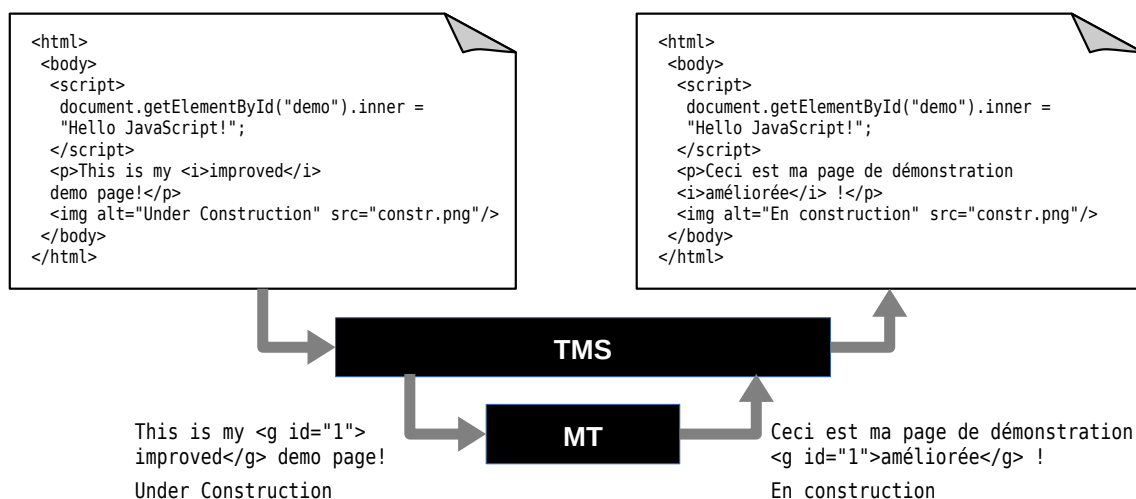 <html>
<body>
<script>
document.getElementById("demo").inner =
"Hello JavaScript!";
</script>
<p>This is my <i>improved</i>
demo page!</p>
<img alt="Under Construction" src="constr.png"/>
</body>
</html>
<html>
<body>
<script>
document.getElementById("demo").inner =
"Hello JavaScript!";
</script>
<p>Ceci est ma page de démonstration
<i>améliorée</i> !</p>
<img alt="En construction" src="constr.png"/>
</body>
</html>
TMS
MT
This is my <g id="1">
improved</g> demo page!
Under Construction
Ceci est ma page de démonstration
<g id="1">améliorée</g> !
En construction